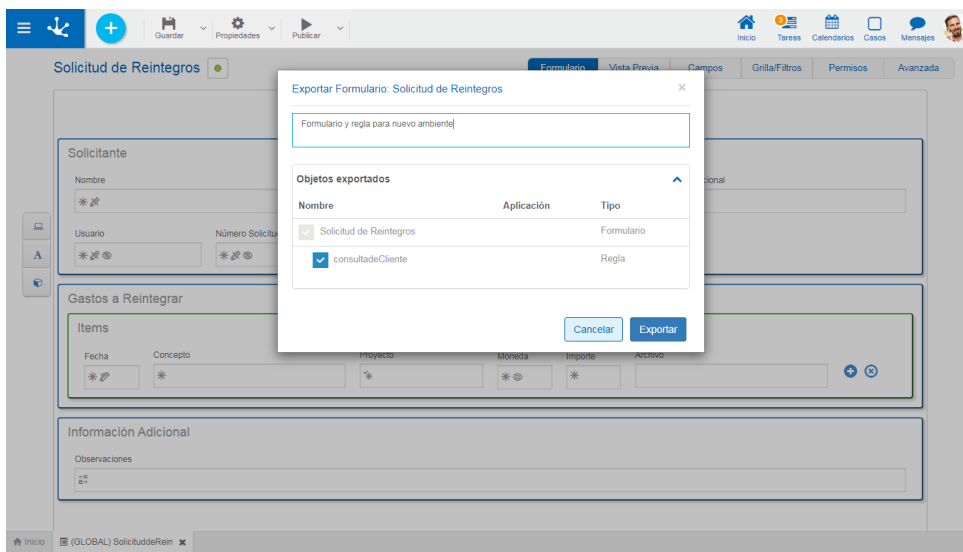 Guardar
Propiedades
Publicar
Inicio
3
Tareas
Calendarios
Casos
Mensajes
Solicitud de Reintegros
Formulario
Vista Previa
Campos
Grilla/Filtros
Permisos
Avanzada
Exportar Formulario: Solicitud de Reintegros
Formulario y regla para nuevo ambiente
Objetos exportados
Nombre Aplicación Tipo
Solicitud de Reintegros Formulario
consultadeCliente Regla
Cancelar Exportar
Solicitante
Nombre
Usuario
A
Gastos a Reintegrar
Items
Fecha Concepto Proyecto Moneda Importe Archivo
Información Adicional
Observaciones
Inicio
(GLOBAL) SolicituddeRein